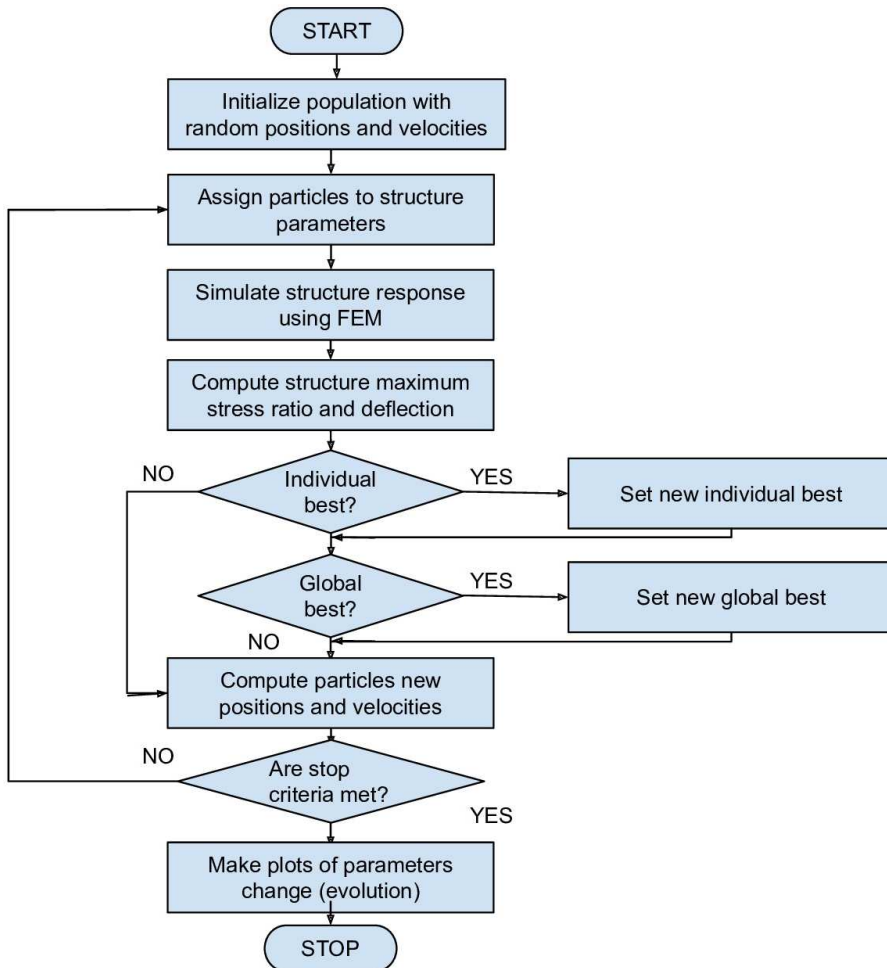 START
Initialize population with
random positions and velocities
Assign particles to structure
parameters
Simulate structure response
using FEM
Compute structure maximum
stress ratio and deflection
NO
Individual
best?
YES
Set new individual best
Global
best?
YES
Set new global best
NO
Compute particles new
positions and velocities
NO
Are stop
criteria met?
YES
Make plots of parameters
change (evolution)
STOP